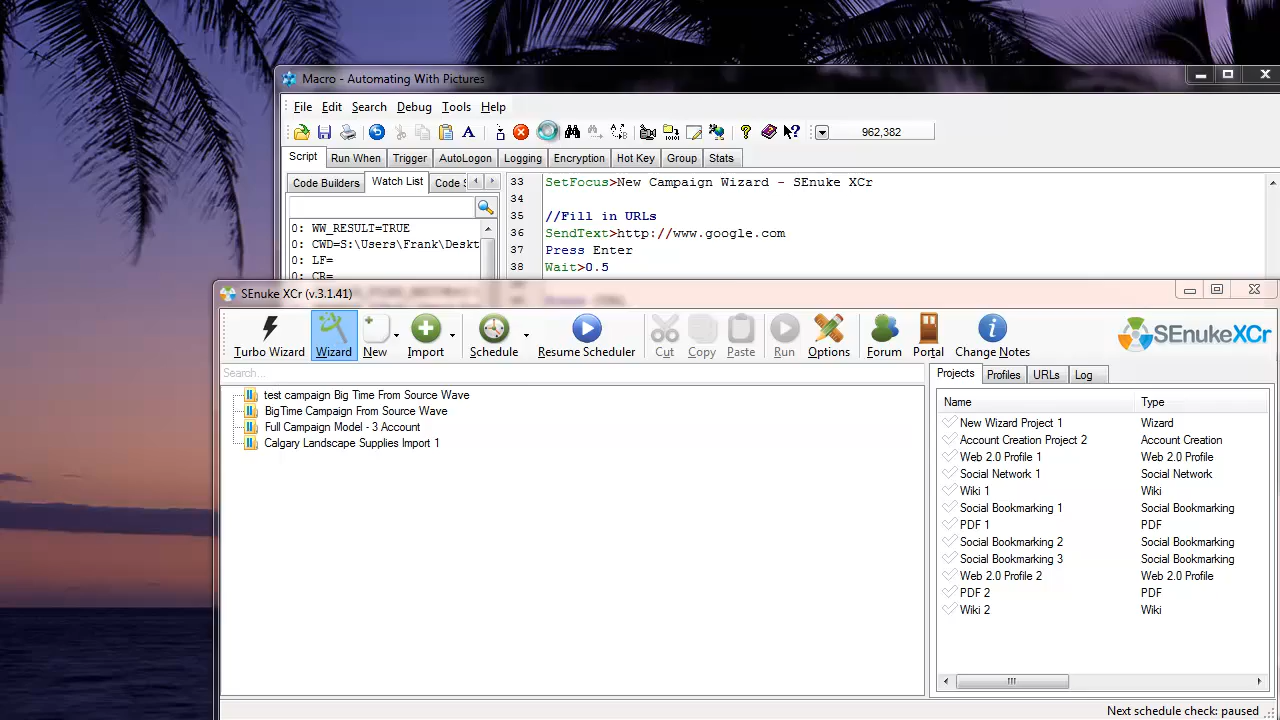 Macro - Automating With Pictures
File Edit Search Debug Tools Help
962,382
Script Run When Trigger AutoLogon Logging Encryption Hot Key Group Stats
Code Builders Watch List Code S
0: WW_RESULT=TRUE
0: CWD=S:\Users\Frank\Deskt
0: LF=
0: CR=
33 SetFocus>New Campaign Wizard - SEnuke XCr
34
35 //Fill in URLs
36 SendText>http://www.google.com
37 Press Enter
38 Wait>0.5
SEnuke XCr (v.3.1.41)
Turbo Wizard Wizard New Import Schedule Resume Scheduler Cut Copy Paste Run Options Forum Portal Change Notes
SEnukeXCr
Search...
test campaign Big Time From Source Wave
BigTime Campaign From Source Wave
Full Campaign Model - 3 Account
Calgary Landscape Supplies Import 1
Projects Profiles URLs Log
Name Type
New Wizard Project 1 Wizard
Account Creation Project 2 Account Creation
Web 2.0 Profile 1 Web 2.0 Profile
Social Network 1 Social Network
Wiki 1 Wiki
Social Bookmarking 1 Social Bookmarking
PDF 1 PDF
Social Bookmarking 2 Social Bookmarking
Social Bookmarking 3 Social Bookmarking
Web 2.0 Profile 2 Web 2.0 Profile
PDF 2 PDF
Wiki 2 Wiki
Next schedule check: paused